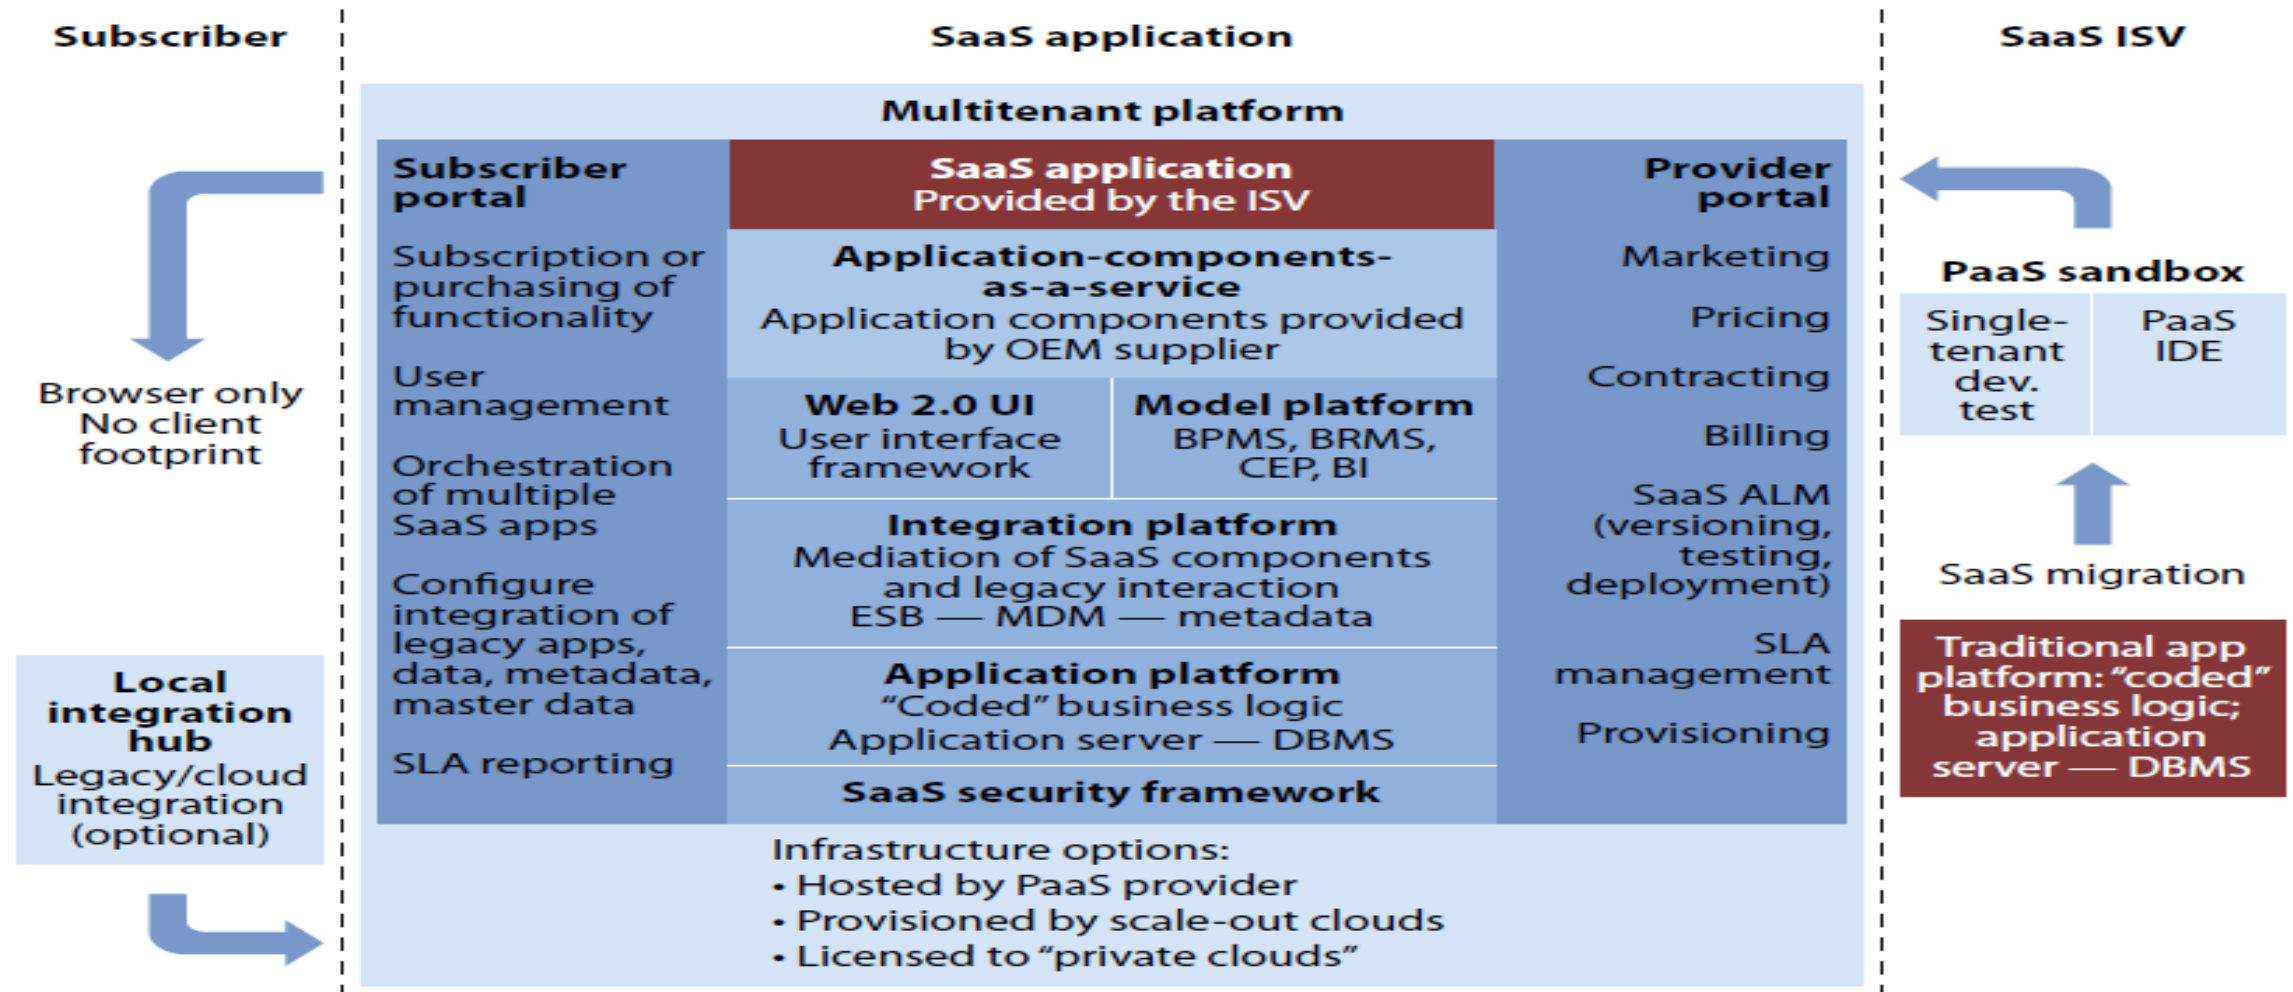 Subscriber
Browser only
No client
footprint
Local
integration
hub
Legacy/cloud
integration
(optional)
SaaS application
Multitenant platform
Subscriber
portal
Subscription or
purchasing of
functionality
User
management
Orchestration
of multiple
SaaS apps
Configure
integration of
legacy apps,
data, metadata,
master data
SLA reporting
SaaS application
Provided by the ISV
Application-components-
as-a-service
Application components provided
by OEM supplier
Web 2.0 UI
User interface
framework
Model platform
BPMS, BRMS,
CEP, BI
Integration platform
Mediation of SaaS components
and legacy interaction
ESB — MDM — metadata
Application platform
“Coded” business logic
Application server — DBMS
SaaS security framework
Provider
portal
Marketing
Pricing
Contracting
Billing
SaaS ALM
(versioning,
testing,
deployment)
SLA
management
Provisioning
Infrastructure options:
• Hosted by PaaS provider
• Provisioned by scale-out clouds
• Licensed to “private clouds”
SaaS ISV
PaaS sandbox
Single-
tenant
dev.
test
PaaS
IDE
SaaS migration
Traditional app
platform: “coded”
business logic;
application
server — DBMS